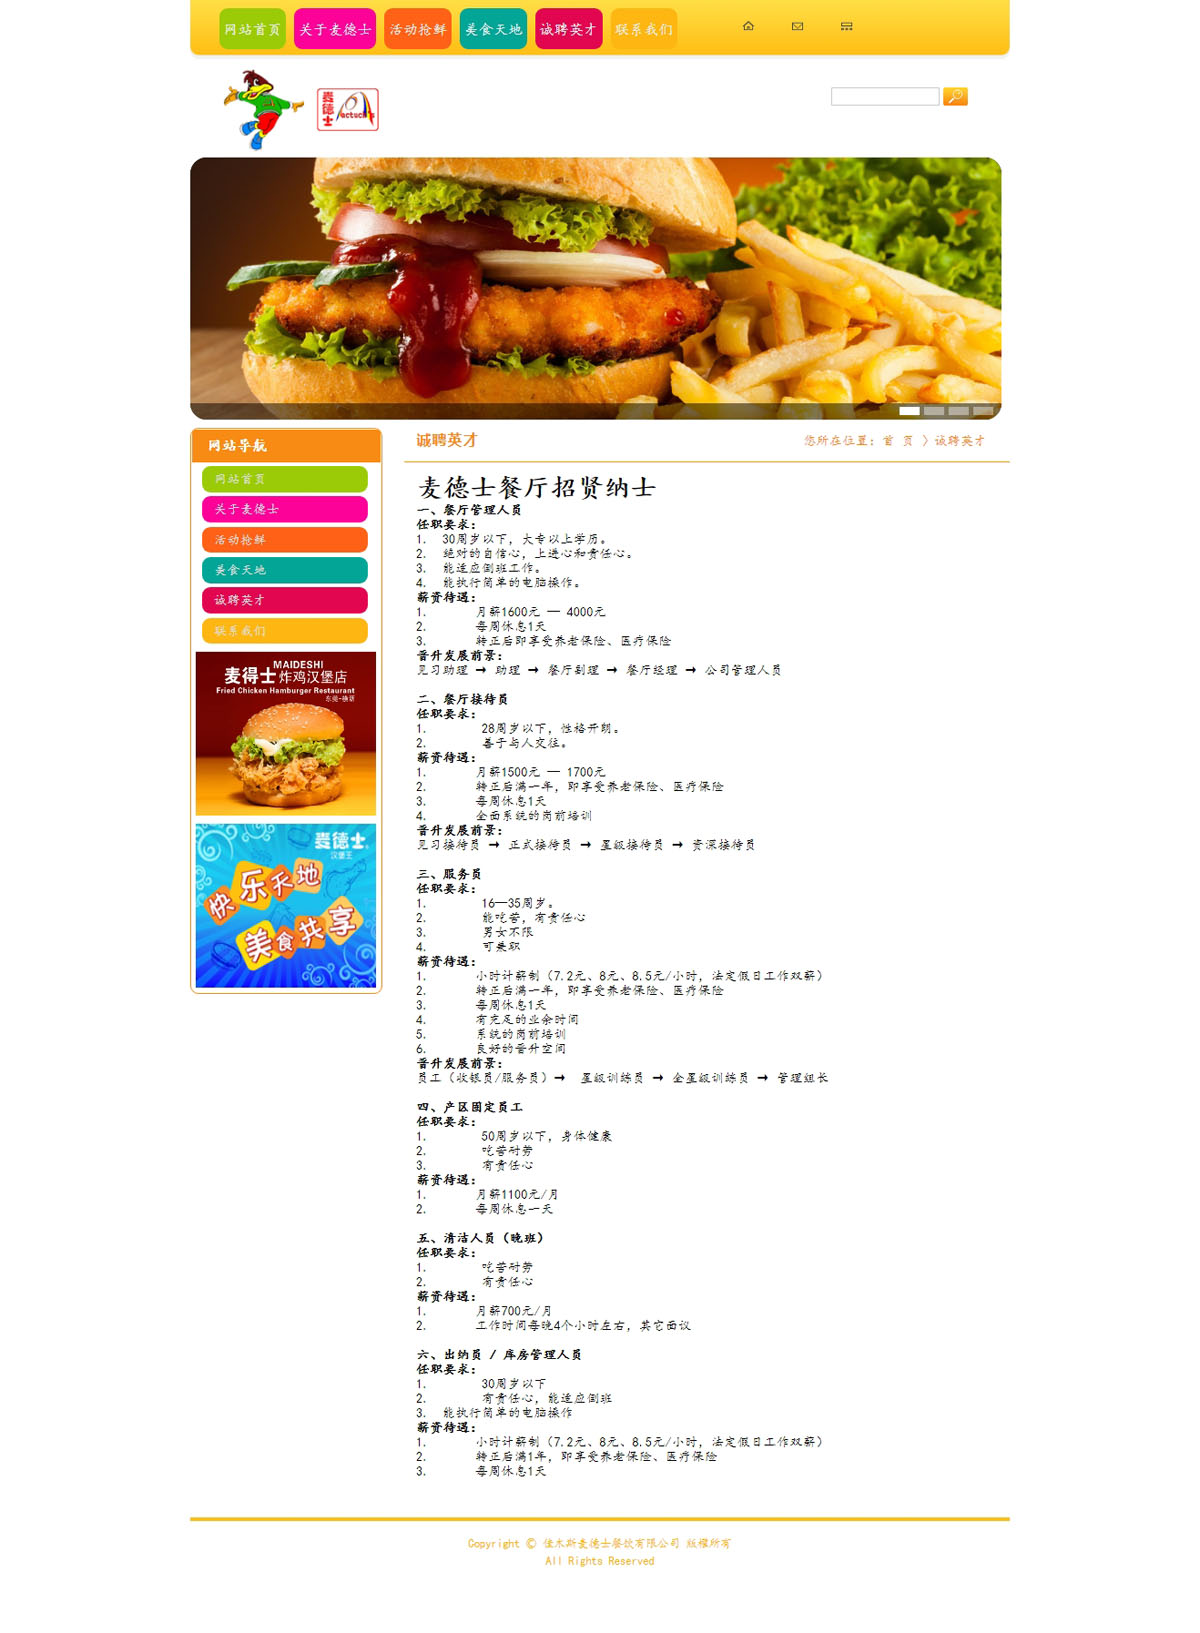 网站首页 关于麦德士 活动抢鲜 美食天地 诚聘英才 联系我们
麦德士
诚聘英才
您所在位置：首 页 〉诚聘英才
网站导航
网站首页
关于麦德士
活动抢鲜
美食天地
诚聘英才
联系我们
MAIDESHI
麦得士炸鸡汉堡店
Fried Chicken Hamburger Restaurant
麦德士
汉堡王
快乐天地
美食共享
麦德士餐厅招贤纳士
一、餐厅管理人员
任职要求：
1. 30周岁以下，大专以上学历。
2. 绝对的自信心，上进心和责任心。
3. 能适应倒班工作。
4. 能执行简单的电脑操作。
薪资待遇：
1. 月薪1600元 — 4000元
2. 每周休息1天
3. 转正后即享受养老保险、医疗保险
晋升发展前景：
见习助理 → 助理 → 餐厅副理 → 餐厅经理 → 公司管理人员
二、餐厅接待员
任职要求：
1. 28周岁以下，性格开朗。
2. 善于与人交往。
薪资待遇：
1. 月薪1500元 — 1700元
2. 转正后满一年，即享受养老保险、医疗保险
3. 每周休息1天
4. 全面系统的岗前培训
晋升发展前景：
见习接待员 → 正式接待员 → 星级接待员 → 资深接待员
三、服务员
任职要求：
1. 16—35周岁。
2. 能吃苦，有责任心
3. 男女不限
4. 可兼职
薪资待遇：
1. 小时计薪制（7.2元、8元、8.5元/小时，法定假日工作双薪）
2. 转正后满一年，即享受养老保险、医疗保险
3. 每周休息1天
4. 有充足的业余时间
5. 系统的岗前培训
6. 良好的晋升空间
晋升发展前景：
员工（收银员/服务员）→ 星级训练员 → 全星级训练员 → 管理组长
四、产区固定员工
任职要求：
1. 50周岁以下，身体健康
2. 吃苦耐劳
3. 有责任心
薪资待遇：
1. 月薪1100元/月
2. 每周休息一天
五、清洁人员（晚班）
任职要求：
1. 吃苦耐劳
2. 有责任心
薪资待遇：
1. 月薪700元/月
2. 工作时间每晚4个小时左右，其它面议
六、出纳员 / 库房管理人员
任职要求：
1. 30周岁以下
2. 有责任心，能适应倒班
3. 能执行简单的电脑操作
薪资待遇：
1. 小时计薪制（7.2元、8元、8.5元/小时，法定假日工作双薪）
2. 转正后满1年，即享受养老保险、医疗保险
3. 每周休息1天
Copyright © 佳木斯麦德士餐饮有限公司 版權所有
All Rights Reserved